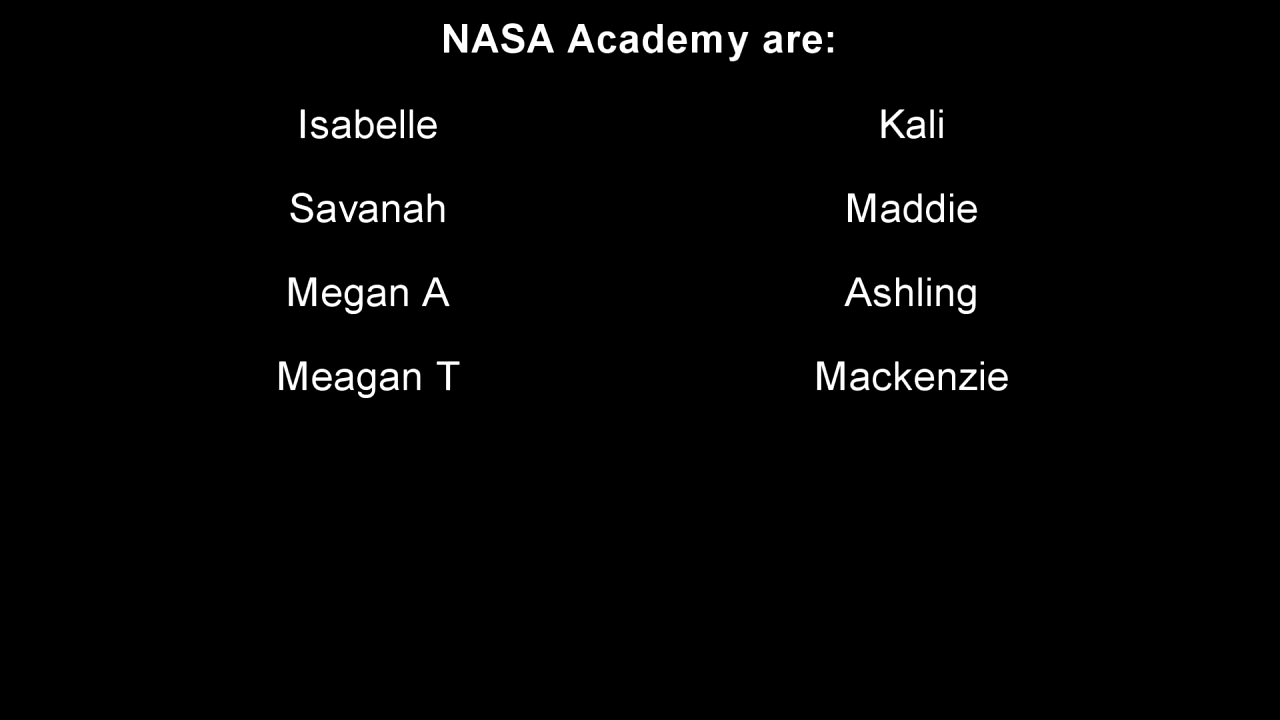 NASA Academy are:
Isabelle Kali
Savanah Maddie
Megan A Ashling
Meagan T Mackenzie